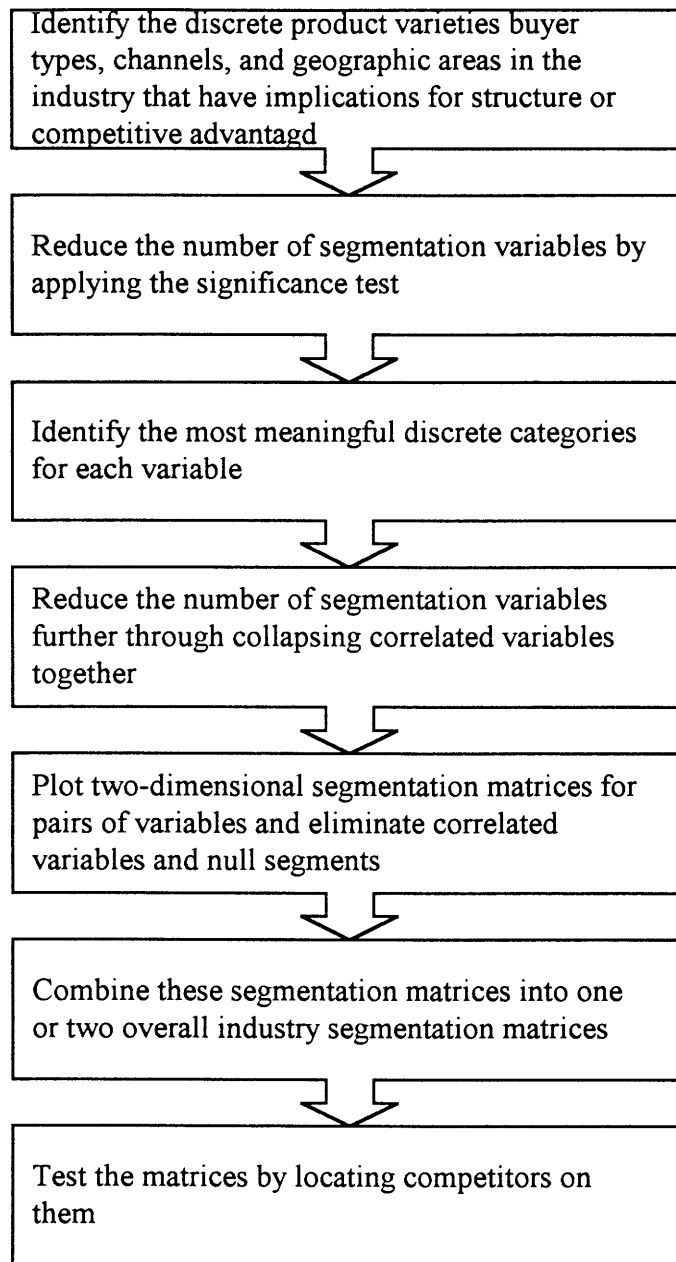 Identify the discrete product varieties buyer
types, channels, and geographic areas in the
industry that have implications for structure or
competitive advantagd
Reduce the number of segmentation variables by
applying the significance test
Identify the most meaningful discrete categories
for each variable
Reduce the number of segmentation variables
further through collapsing correlated variables
together
Plot two-dimensional segmentation matrices for
pairs of variables and eliminate correlated
variables and null segments
Combine these segmentation matrices into one
or two overall industry segmentation matrices
Test the matrices by locating competitors on
them